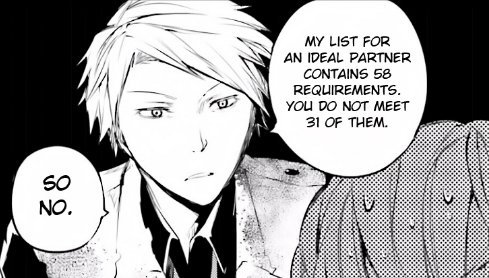 MY LIST FOR
AN IDEAL PARTNER
CONTAINS 58
REQUIREMENTS.
YOU DO NOT MEET
31 OF THEM.
SO
NO.